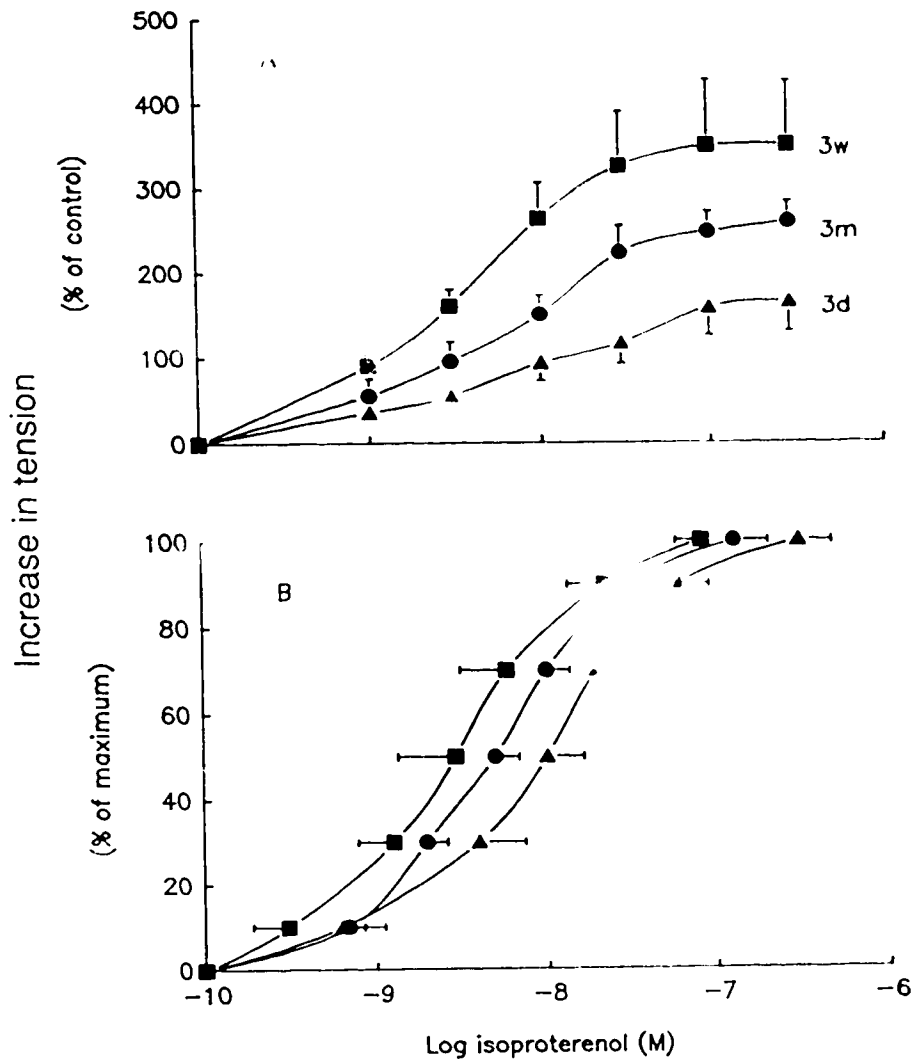 500
400
300
200
100
0
(% of control)
3w
3m
3d
Increase in tension
B
100
80
60
40
20
0
(% of maximum)
-10
-9
-8
-7
-6
Log isoproterenol (M)